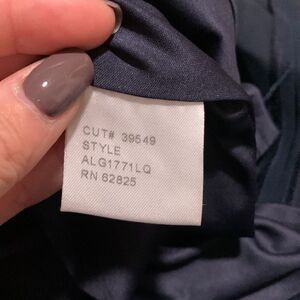 CUT# 39549
STYLE
ALG1771LQ
RN 62825